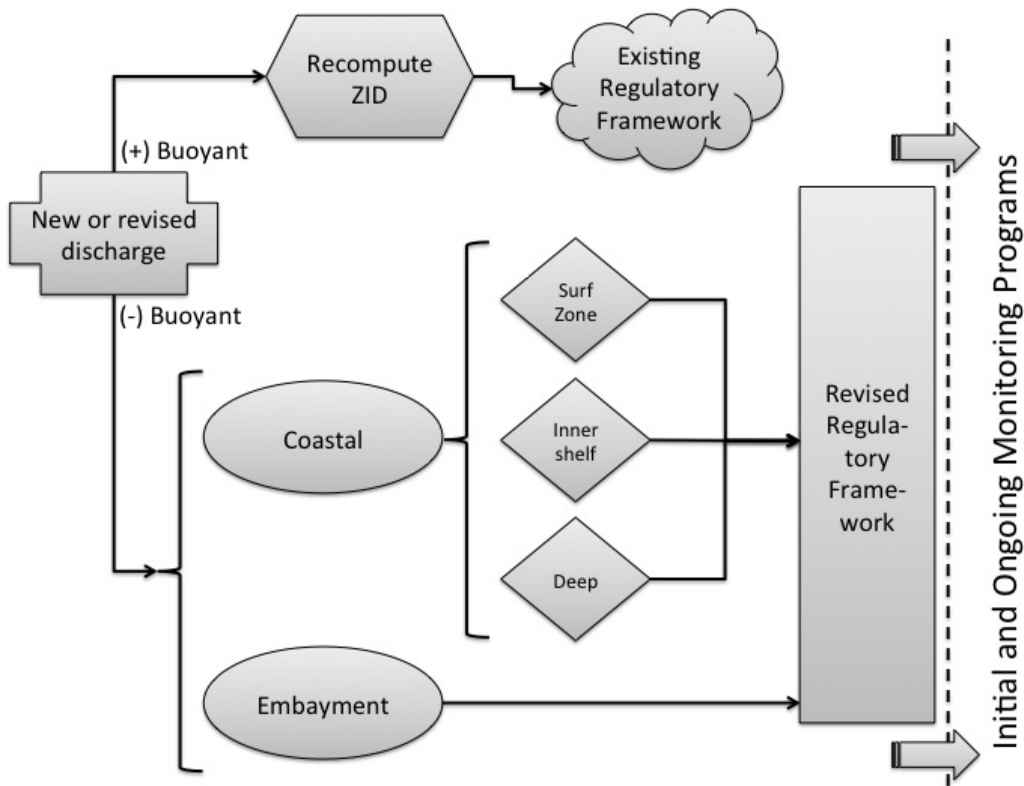 Recompute
ZID
Existing
Regulatory
Framework
(+) Buoyant
New or revised
discharge
(-) Buoyant
Surf
Zone
Coastal
Inner
shelf
Deep
Embayment
Revised
Regula-
tory
Frame-
work
Initial and Ongoing Monitoring Programs